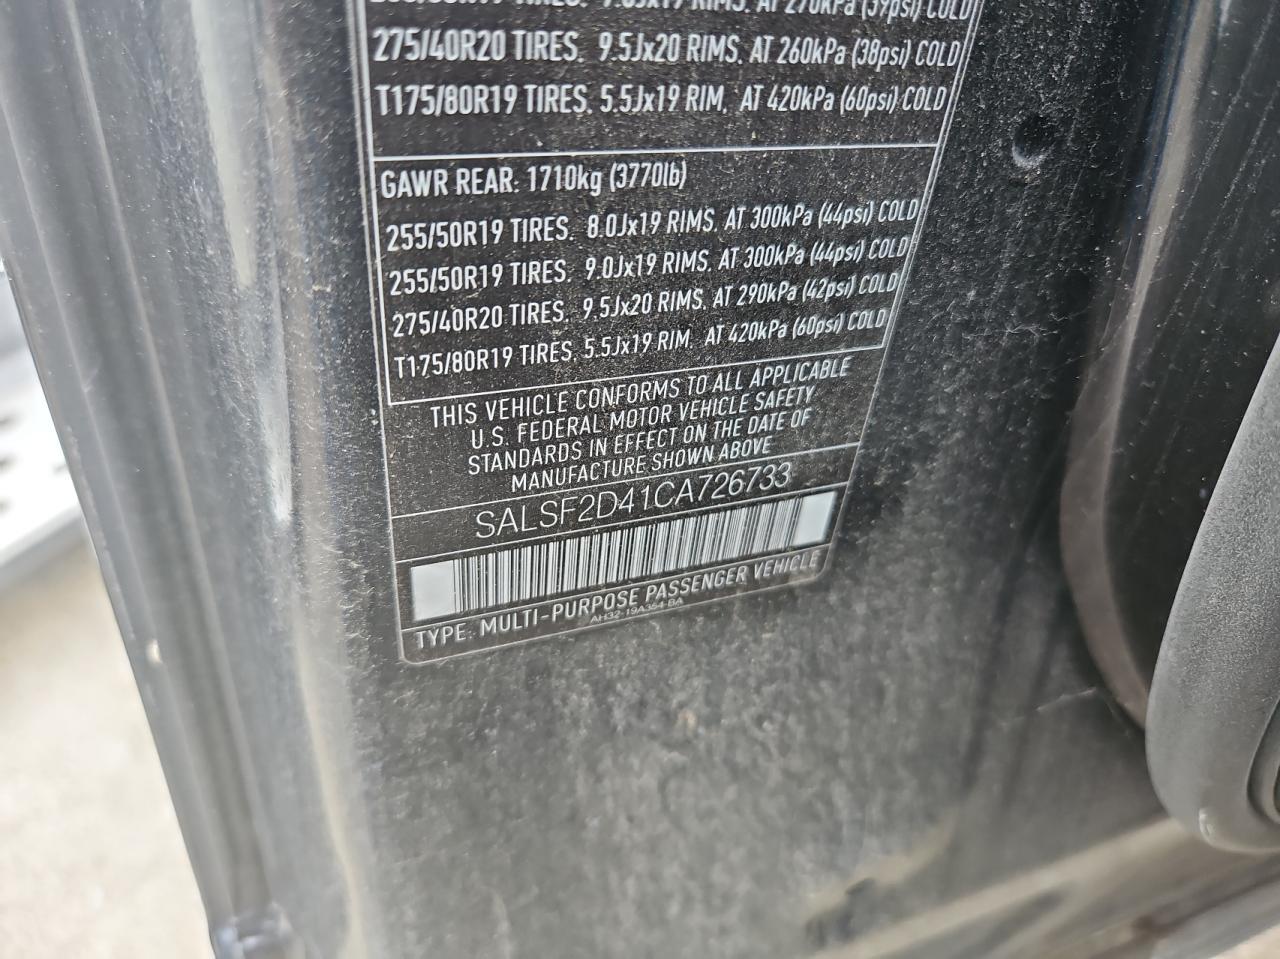 275/40R20 TIRES. 9.5Jx20 RIMS. AT 260kPa (38psi) COLD
T175/80R19 TIRES. 5.5Jx19 RIM. AT 420kPa (60psi) COLD
GAWR REAR: 1710kg (3770lb)
255/50R19 TIRES. 8.0Jx19 RIMS. AT 300kPa (44psi) COLD
255/50R19 TIRES. 9.0Jx19 RIMS. AT 300kPa (44psi) COLD
275/40R20 TIRES. 9.5Jx20 RIMS. AT 290kPa (42psi) COLD
T175/80R19 TIRES. 5.5Jx19 RIM. AT 420kPa (60psi) COLD
THIS VEHICLE CONFORMS TO ALL APPLICABLE
U.S. FEDERAL MOTOR VEHICLE SAFETY
STANDARDS IN EFFECT ON THE DATE OF
MANUFACTURE SHOWN ABOVE
SALSF2D41CA726733
TYPE: MULTI-PURPOSE PASSENGER VEHICLE
AH32-19A354-BA